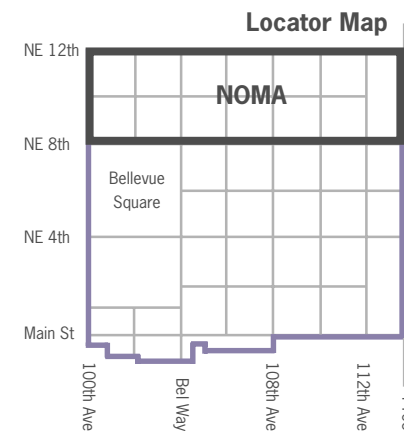 Locator Map
NE 12th
NOMA
NE 8th
Bellevue
Square
NE 4th
Main St
100th Ave
Bel Way
108th Ave
112th Ave